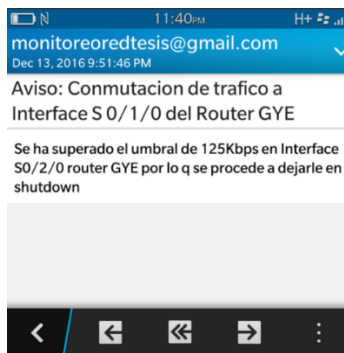 11:40PM
H+
monitoreoredtesis@gmail.com
Dec 13, 2016 9:51:46 PM
Aviso: Conmutacion de trafico a
Interface S 0/1/0 del Router GYE
Se ha superado el umbral de 125Kbps en Interface
S0/2/0 router GYE por lo q se procede a dejarle en
shutdown